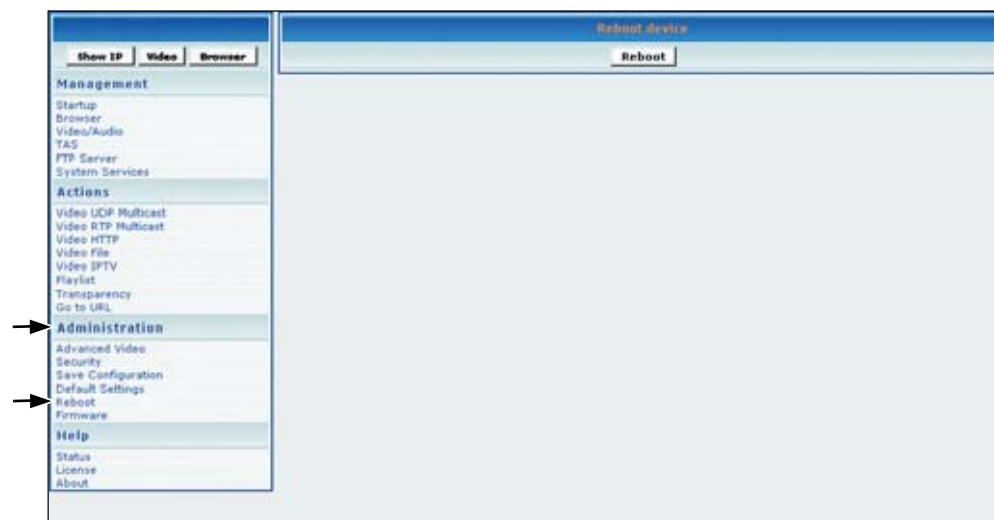 Reboot device
Show IP Video Browser
Reboot
Management
Startup
Browser
Video/Audio
TAS
FTP Server
System Services
Actions
Video UDP Multicast
Video RTP Multicast
Video HTTP
Video File
Video IPTV
Playlist
Transparency
Go to URL
Administration
Advanced Video
Security
Save Configuration
Default Settings
Reboot
Firmware
Help
Status
License
About